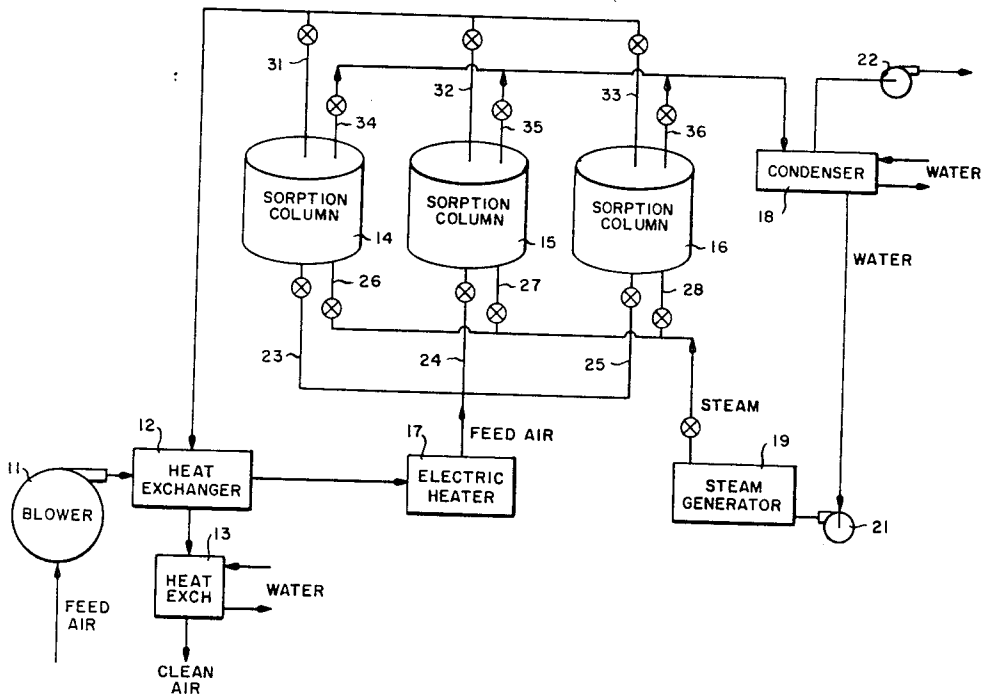 31
32
33
22
34
35
36
SORPTION
COLUMN
SORPTION
COLUMN
SORPTION
COLUMN
CONDENSER
WATER
14
15
16
18
26
27
28
WATER
23
24
25
STEAM
12
17
FEED AIR
19
11
HEAT
EXCHANGER
ELECTRIC
HEATER
STEAM
GENERATOR
BLOWER
21
13
HEAT
EXCH
WATER
FEED
AIR
CLEAN
AIR